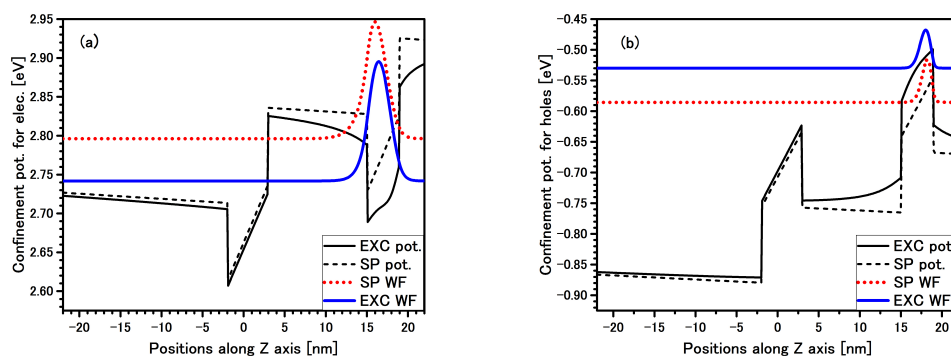 (a)
Confinement pot. for elec. [eV]
2.95
2.90
2.85
2.80
2.75
2.70
2.65
2.60
EXC pot.
SP pot.
SP WF
EXC WF
-20 -15 -10 -5 0 5 10 15 20
Positions along Z axis [nm]
(b)
Confinement pot. for holes [eV]
-0.45
-0.50
-0.55
-0.60
-0.65
-0.70
-0.75
-0.80
-0.85
-0.90
EXC pot
SP pot.
SP WF
EXC WF
-20 -15 -10 -5 0 5 10 15 20
Positions along Z axis [nm]